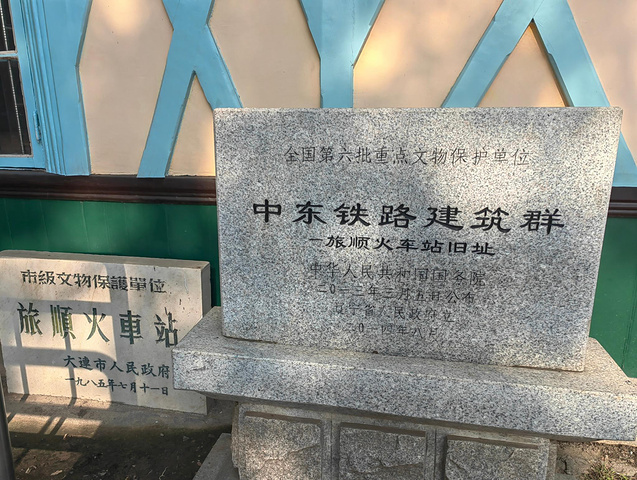 全国第六批重点文物保护单位
中东铁路建筑群
—旅顺火车站旧址
中华人民共和国国务院
二〇一三年三月五日公布
辽宁省人民政府立
二〇一四年八月
市級文物保護單位
旅順火車站
大連市人民政府
一九八五年七月十一日